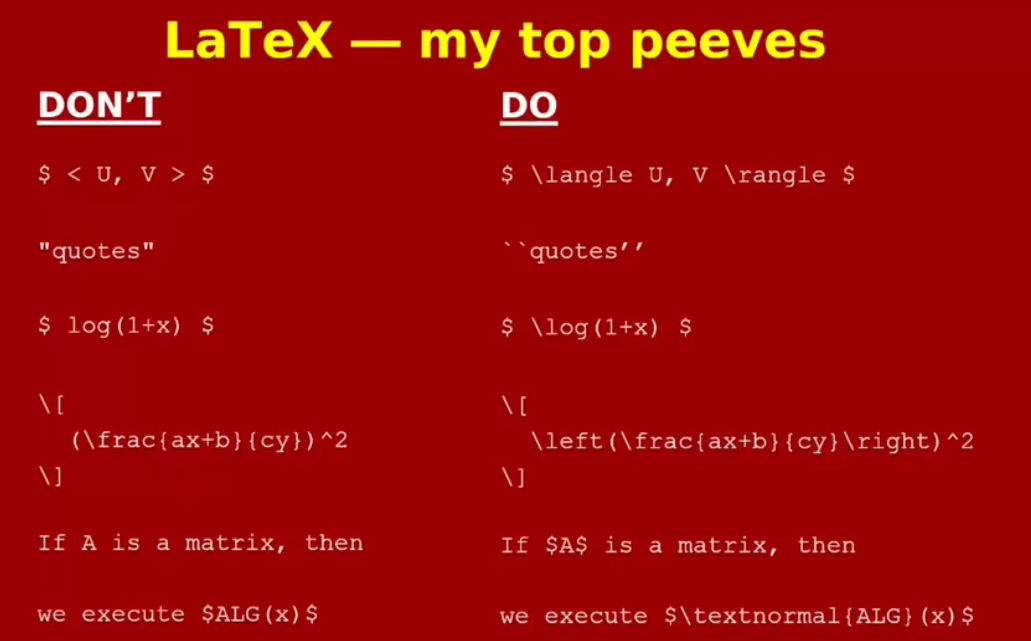 LaTeX — my top peeves
DON’T
DO
$ < U, V > $
$ \langle U, V \rangle $
"quotes"
``quotes’’
$ log(1+x) $
$ \log(1+x) $
\[
(\frac{ax+b}{cy})^2
\]
\[
\left(\frac{ax+b}{cy}\right)^2
\]
If A is a matrix, then
If $A$ is a matrix, then
we execute $ALG(x)$
we execute $\textnormal{ALG}(x)$